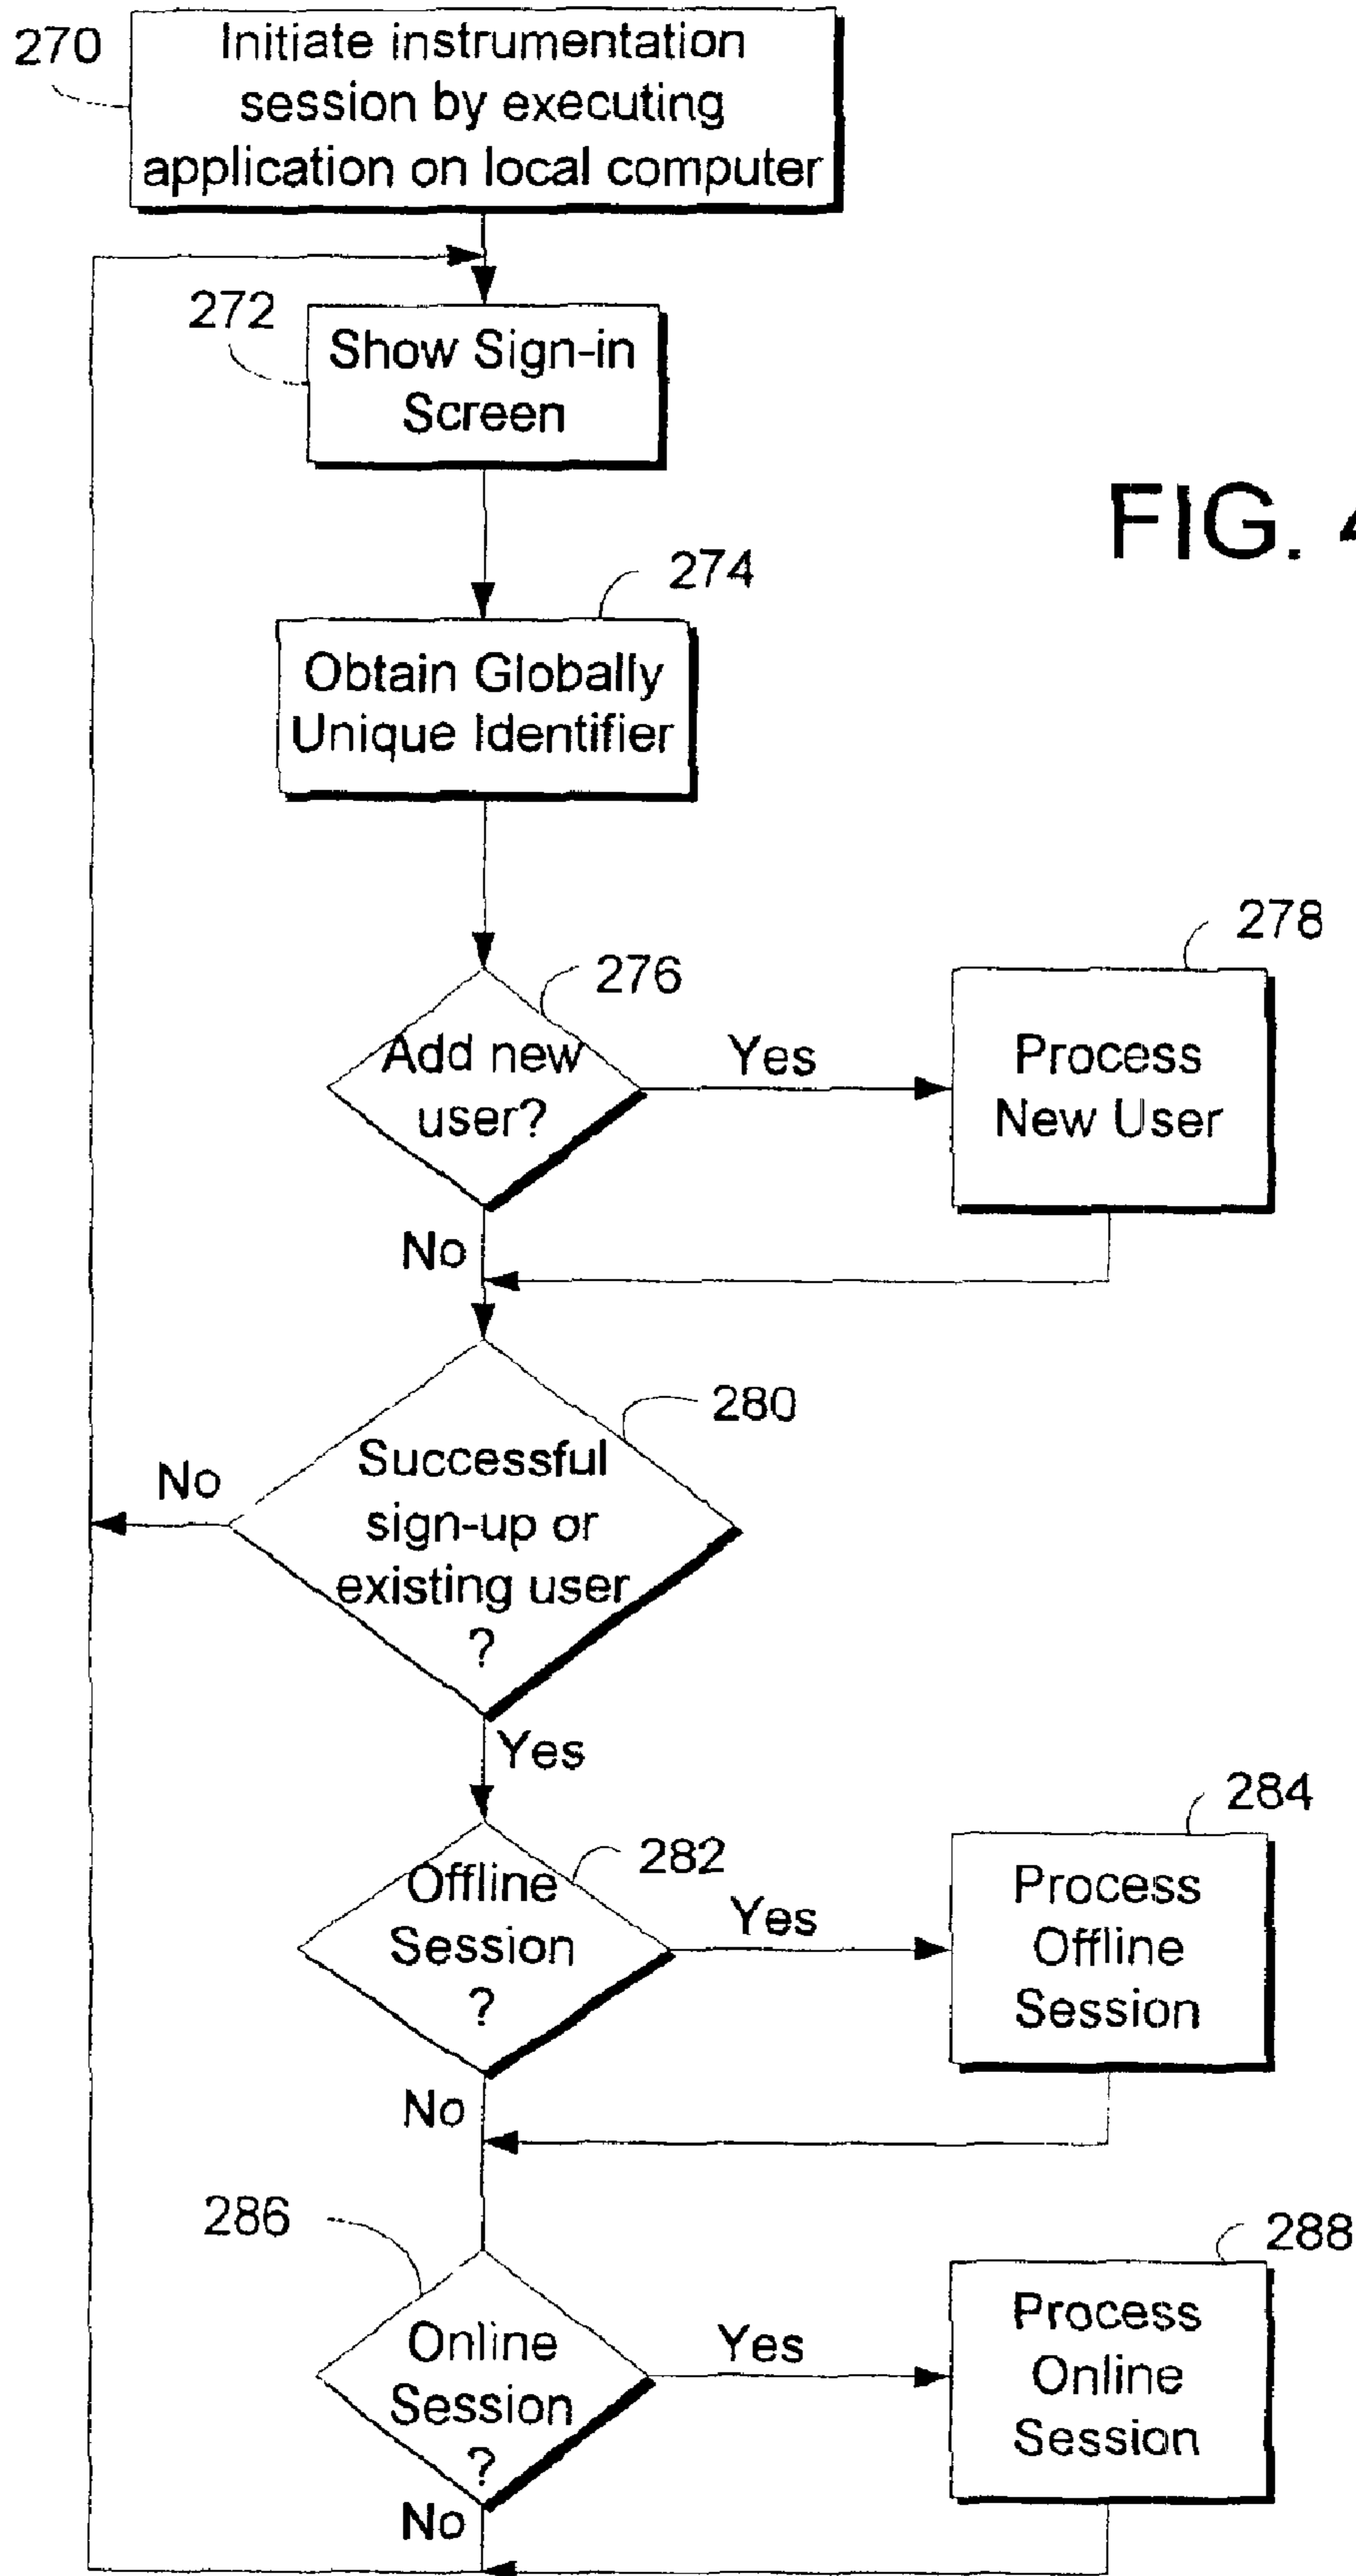 270
Initiate instrumentation
session by executing
application on local computer
272
Show Sign-in
Screen
FIG. 4
274
Obtain Globally
Unique Identifier
276
Add new
user?
Yes
278
Process
New User
No
280
Successful
sign-up or
existing user
?
No
Yes
282
Offline
Session
?
Yes
284
Process
Offline
Session
No
286
Online
Session
?
Yes
288
Process
Online
Session
No